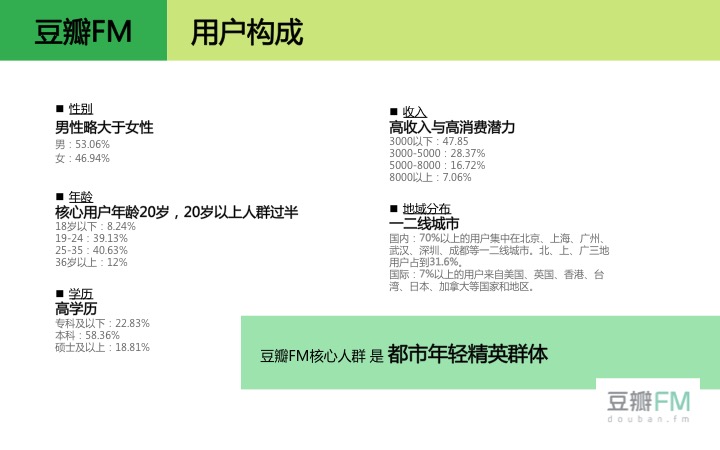 豆瓣FM
用户构成
■ 性别
男性略大于女性
男：53.06%
女：46.94%
■ 年龄
核心用户年龄20岁，20岁以上人群过半
18岁以下：8.24%
19-24：39.13%
25-35：40.63%
36岁以上：12%
■ 学历
高学历
专科及以下：22.83%
本科：58.36%
硕士及以上：18.81%
■ 收入
高收入与高消费潜力
3000以下：47.85
3000-5000：28.37%
5000-8000：16.72%
8000以上：7.06%
■ 地域分布
一二线城市
国内：70%以上的用户集中在北京、上海、广州、
武汉、深圳、成都等一二线城市。北、上、广三地
用户占到31.6%。
国际：7%以上的用户来自美国、英国、香港、台
湾、日本、加拿大等国家和地区。
豆瓣FM核心人群 是 都市年轻精英群体
豆瓣FM
douban.fm